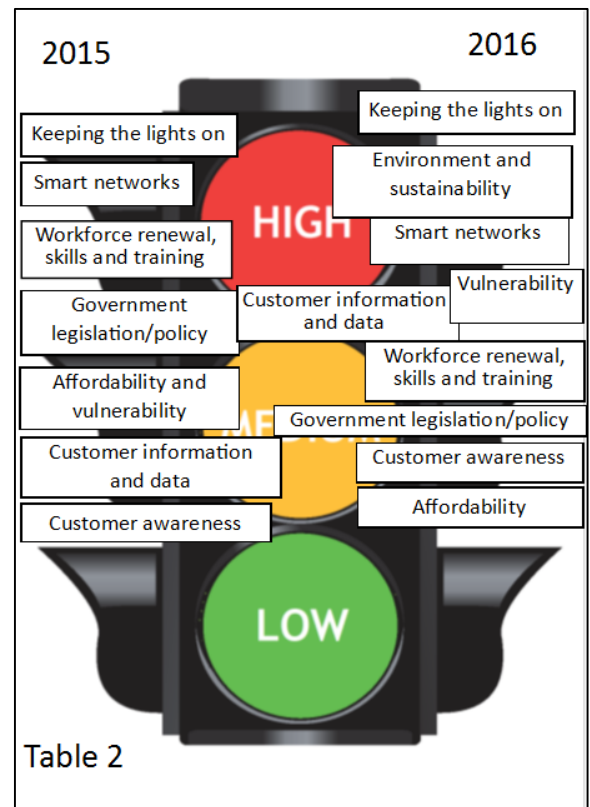 2015
Keeping the lights on
Smart networks
Workforce renewal,
skills and training
Government
legislation/policy
Affordability and
vulnerability
Customer information
and data
Customer awareness
2016
Keeping the lights on
Environment and
sustainability
Smart networks
Vulnerability
Customer information
and data
Workforce renewal,
skills and training
Government legislation/policy
Customer awareness
Affordability
HIGH
MEDIUM
LOW
Table 2